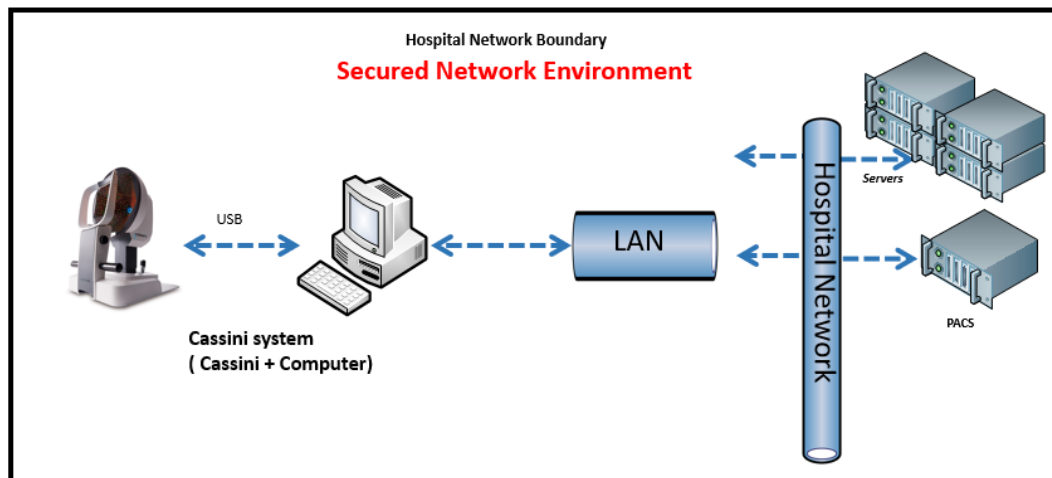 Hospital Network Boundary
Secured Network Environment
USB
LAN
Hospital Network
Servers
PACS
Cassini system
( Cassini + Computer)